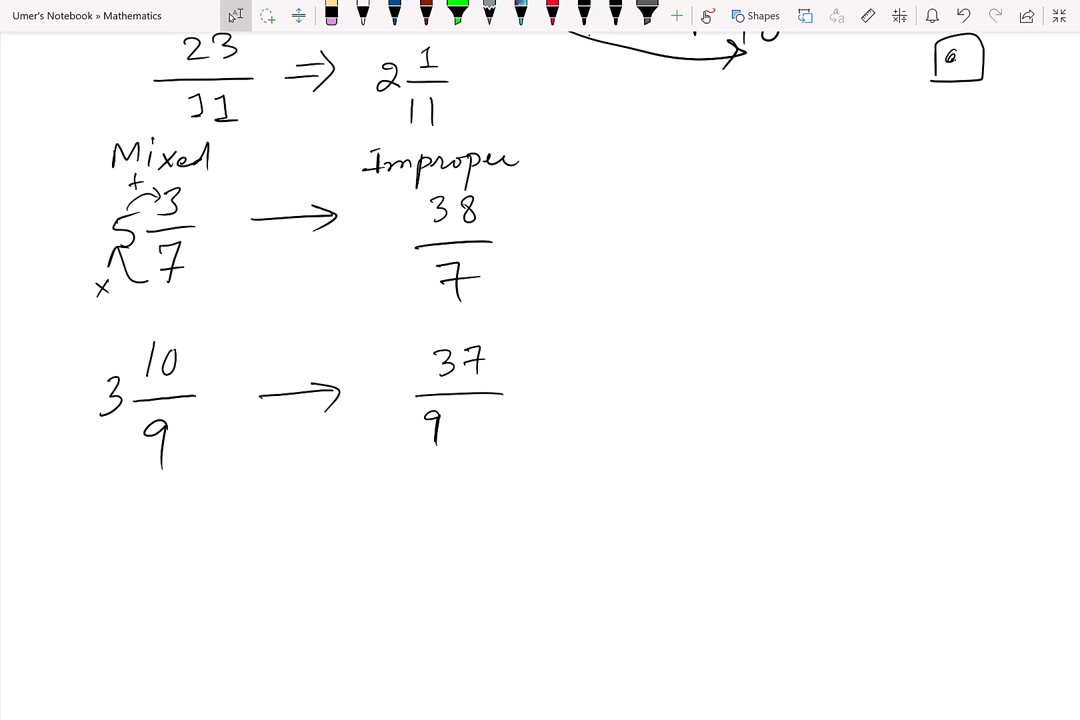 Umer's Notebook » Mathematics
Shapes
23/11 ⇒ 2 1/11
Mixed Improper
+
5 3/7 → 38/7
x
3 10/9 → 37/9